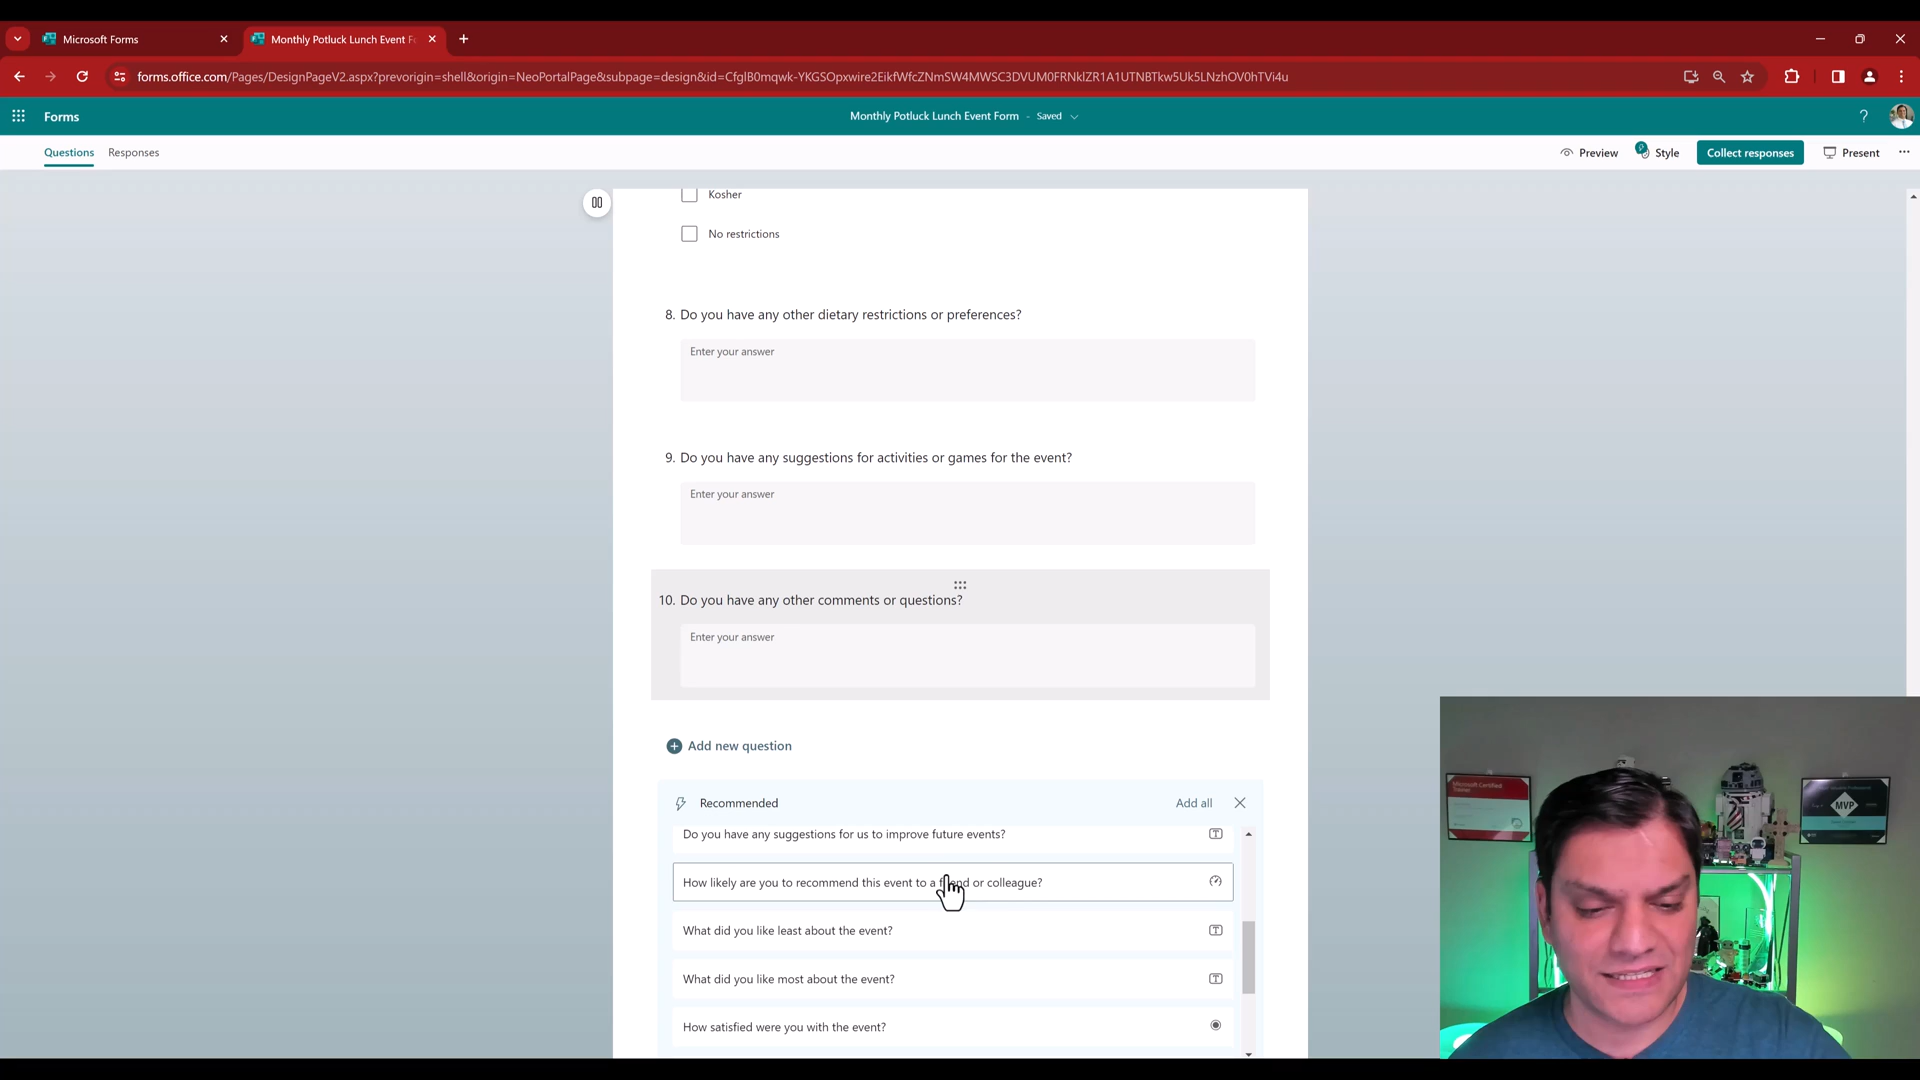 Microsoft Forms
Monthly Potluck Lunch Event Fo
forms.office.com/Pages/DesignPageV2.aspx?prevorigin=shell&origin=NeoPortalPage&subpage=design&id=CfglB0mqwk-YKGSOpxwire2EikfWfcZNmSW4MWSC3DVUM0FRNklZR1A1UTNBTkw5Uk5LNzhOV0hTVi4u
Forms
Monthly Potluck Lunch Event Form - Saved
?
Questions
Responses
Preview
Style
Collect responses
Present
Kosher
No restrictions
8. Do you have any other dietary restrictions or preferences?
Enter your answer
9. Do you have any suggestions for activities or games for the event?
Enter your answer
10. Do you have any other comments or questions?
Enter your answer
Add new question
Recommended
Add all
Do you have any suggestions for us to improve future events?
How likely are you to recommend this event to a friend or colleague?
What did you like least about the event?
What did you like most about the event?
How satisfied were you with the event?
Microsoft Certified
Trainer
MVP